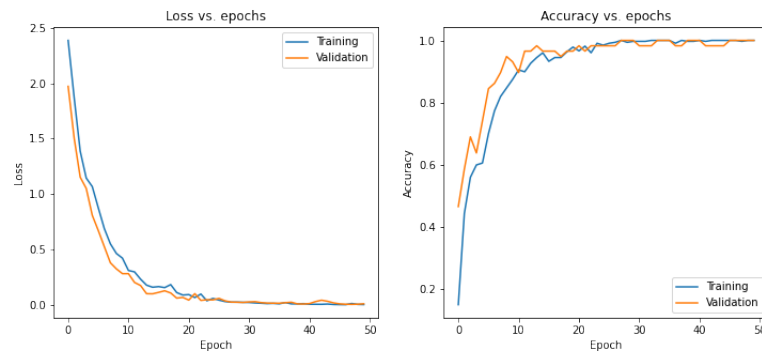 Loss vs. epochs
Training
Validation
2.5
2.0
1.5
1.0
0.5
0.0
Loss
0 10 20 30 40 50
Epoch
Accuracy vs. epochs
1.0
0.8
0.6
0.4
0.2
Accuracy
Training
Validation
0 10 20 30 40 50
Epoch